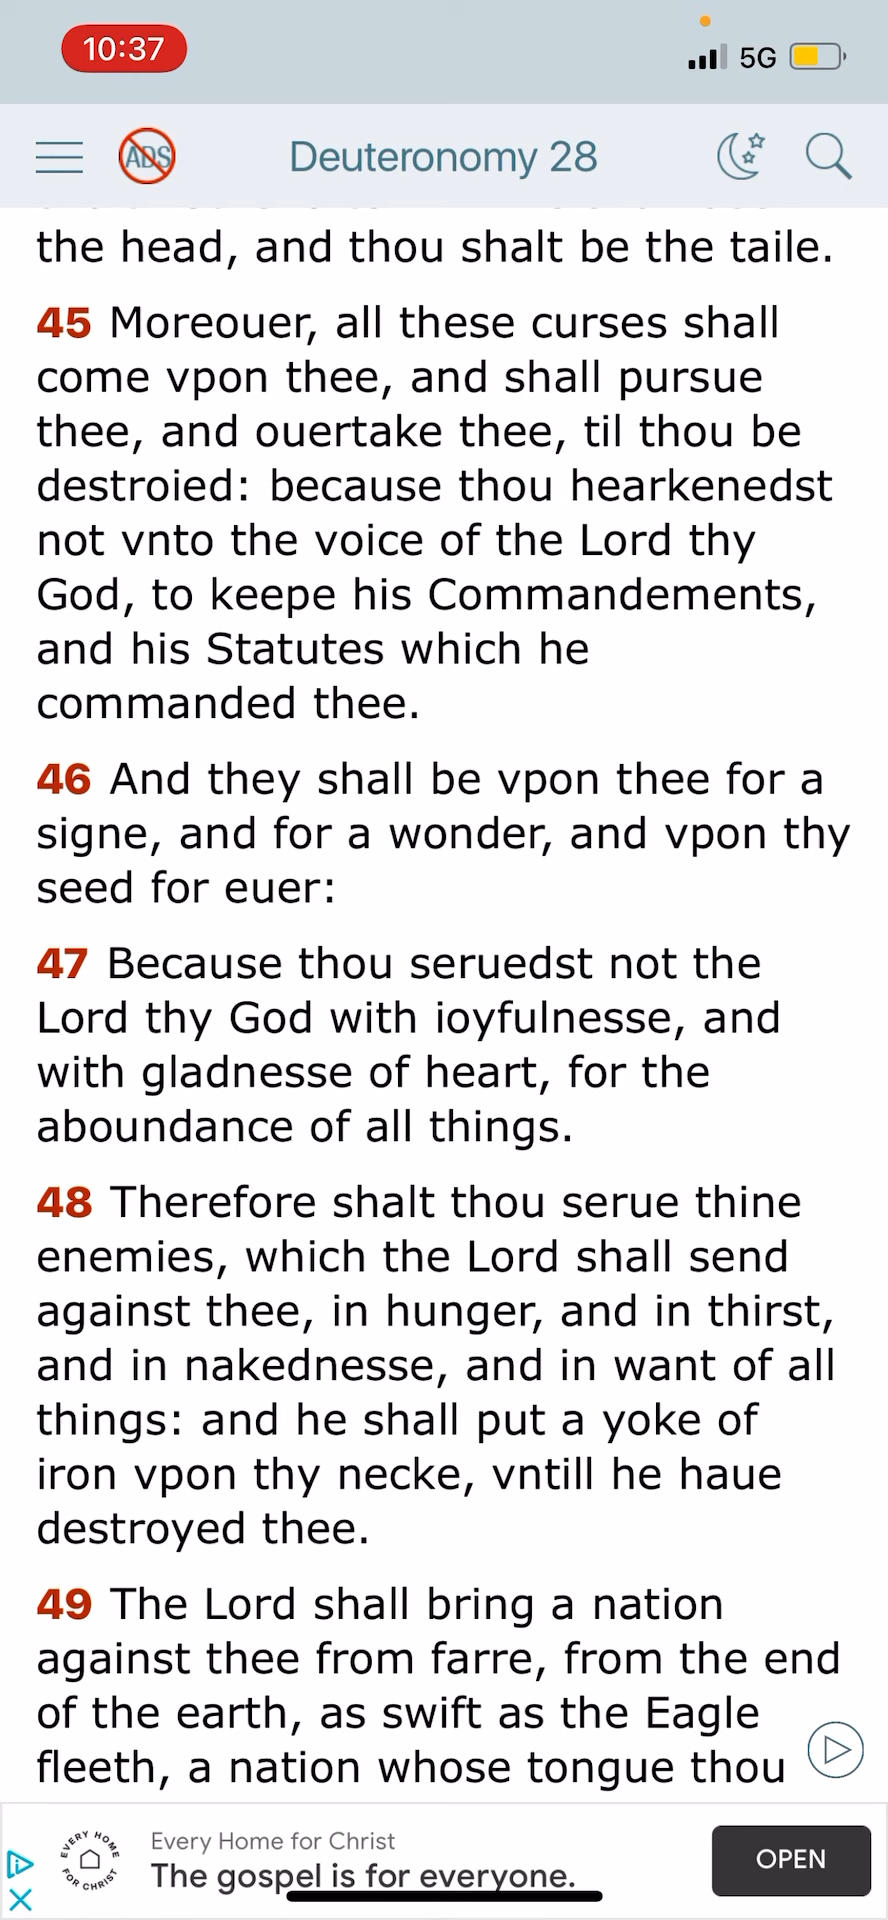 10:37
5G
ADS
Deuteronomy 28
the head, and thou shalt be the taile.
45 Moreouer, all these curses shall
come vpon thee, and shall pursue
thee, and ouertake thee, til thou be
destroied: because thou hearkenedst
not vnto the voice of the Lord thy
God, to keepe his Commandements,
and his Statutes which he
commanded thee.
46 And they shall be vpon thee for a
signe, and for a wonder, and vpon thy
seed for euer:
47 Because thou seruedst not the
Lord thy God with ioyfulnesse, and
with gladnesse of heart, for the
aboundance of all things.
48 Therefore shalt thou serue thine
enemies, which the Lord shall send
against thee, in hunger, and in thirst,
and in nakednesse, and in want of all
things: and he shall put a yoke of
iron vpon thy necke, vntill he haue
destroyed thee.
49 The Lord shall bring a nation
against thee from farre, from the end
of the earth, as swift as the Eagle
fleeth, a nation whose tongue thou
EVERY HOME
FOR CHRIST
Every Home for Christ
The gospel is for everyone.
OPEN